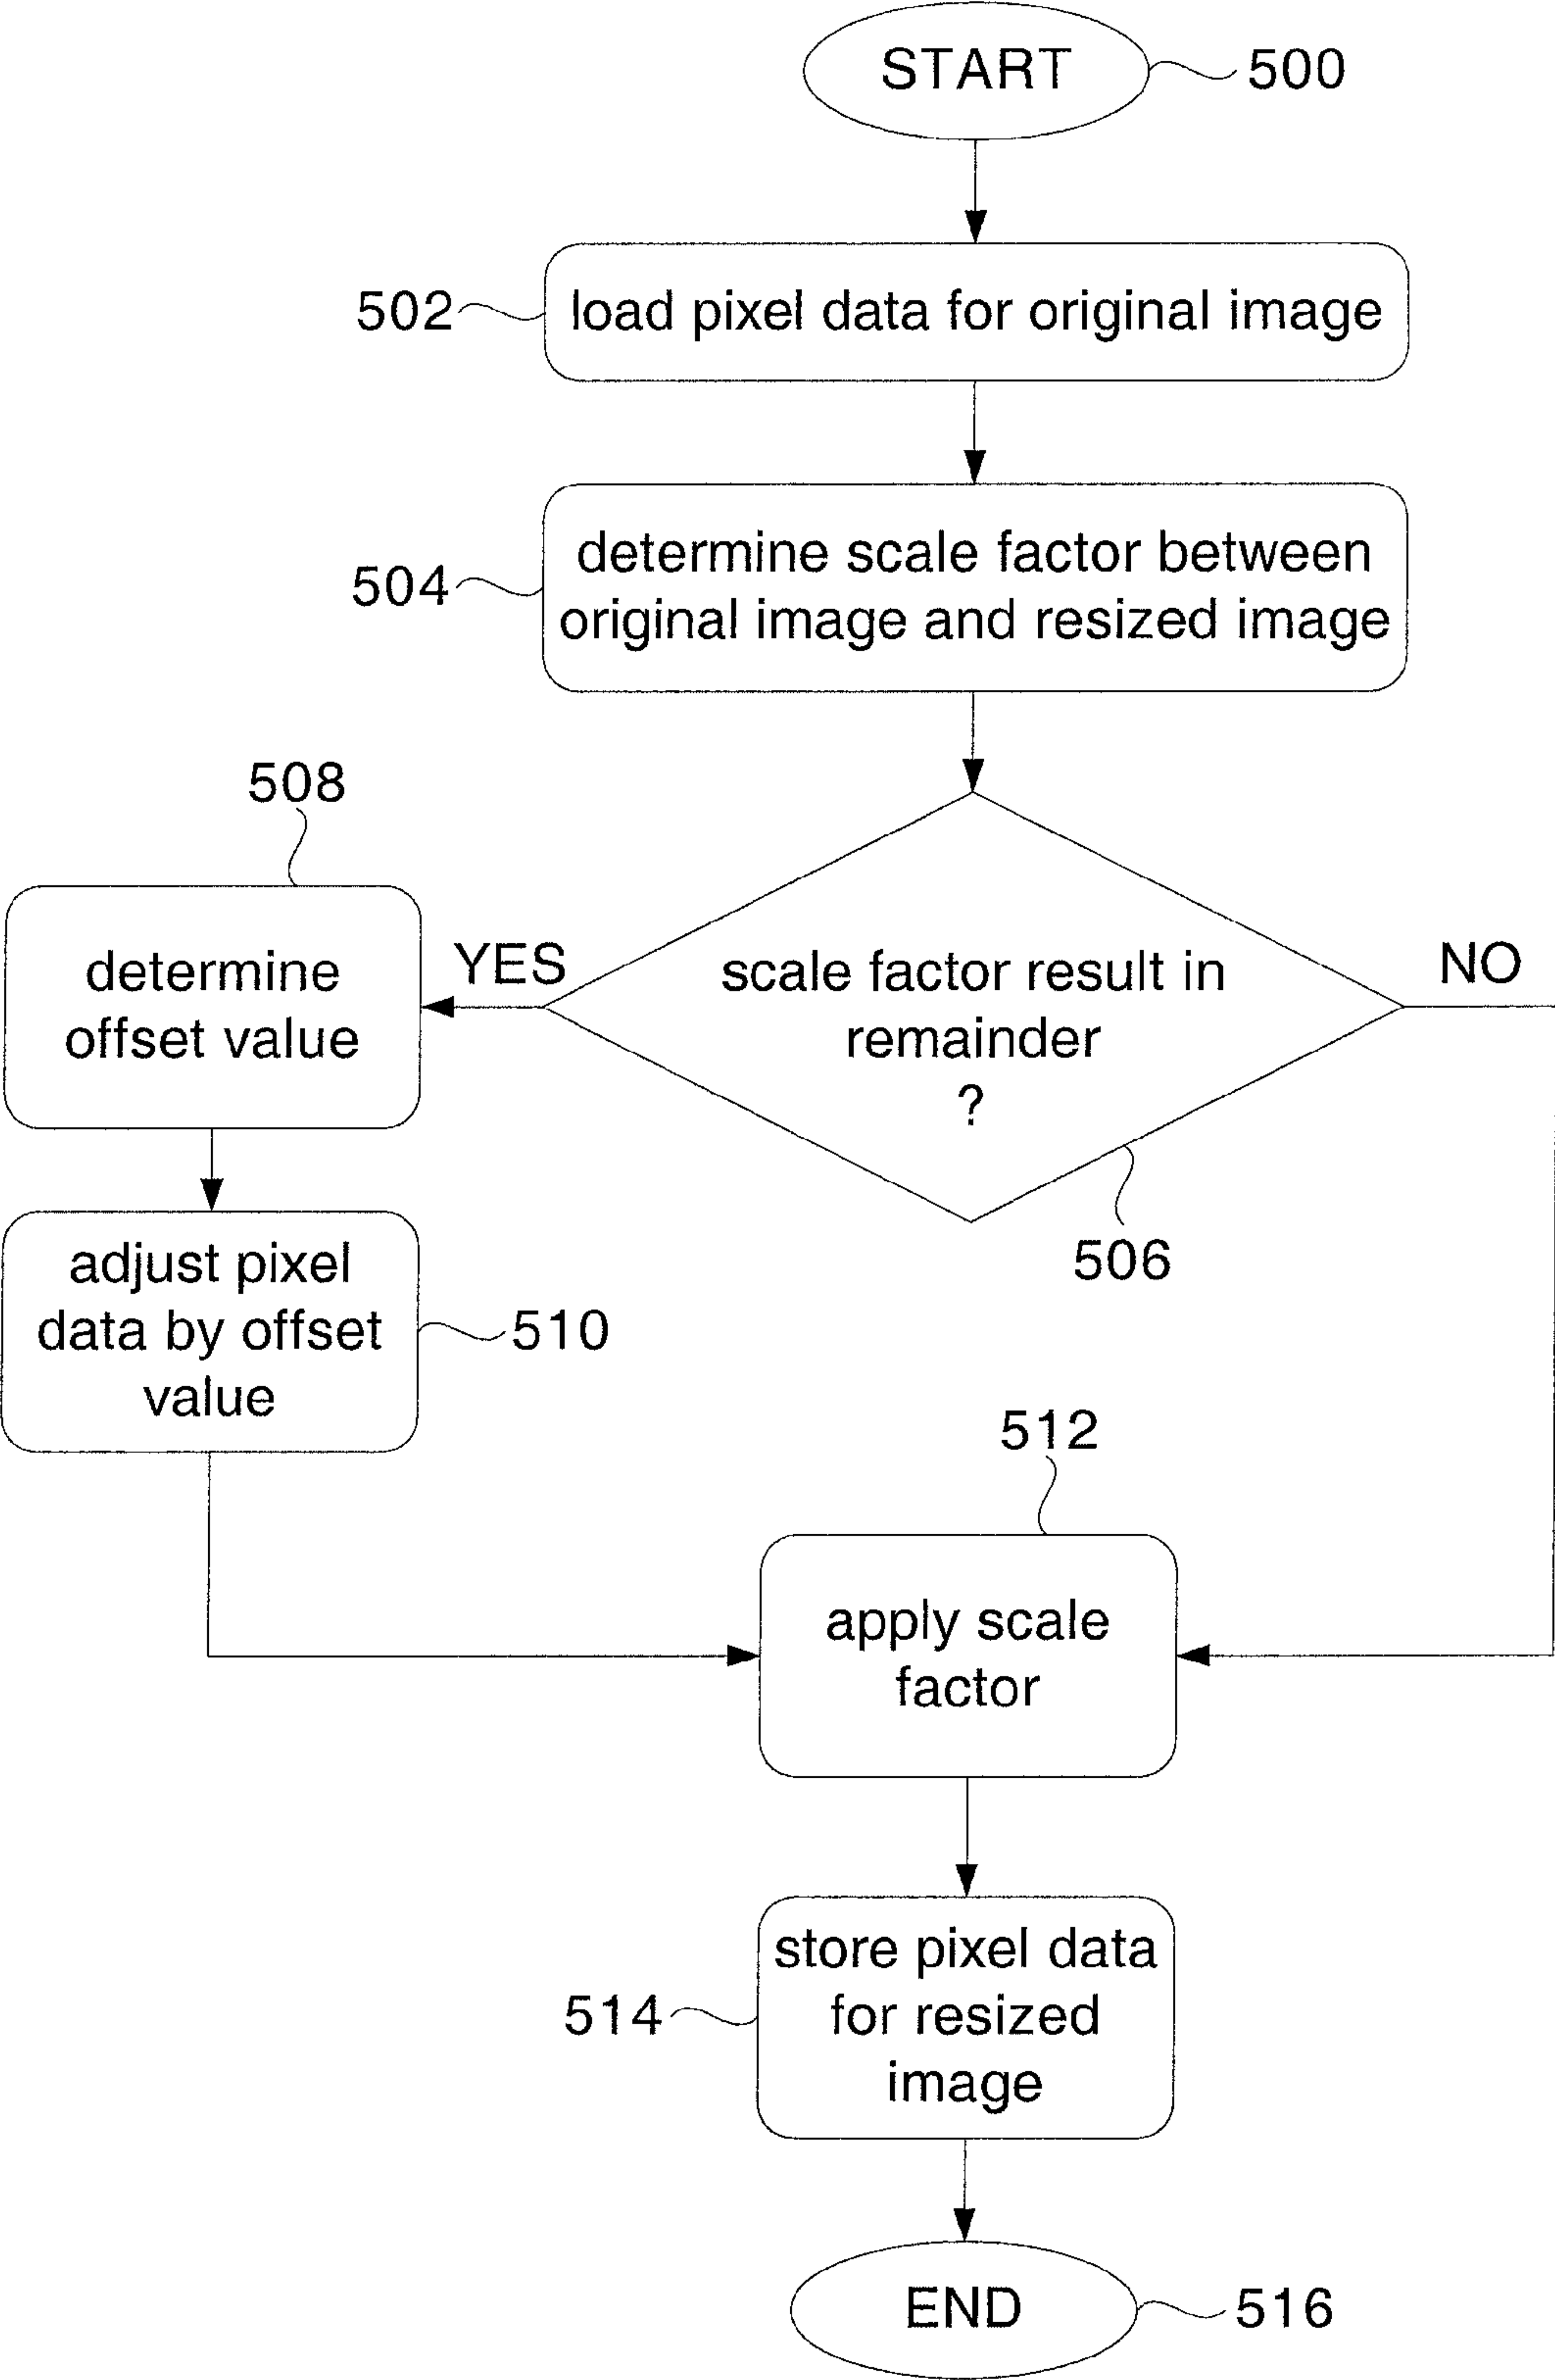 START
500
502
load pixel data for original image
504
determine scale factor between
original image and resized image
508
determine
offset value
YES
scale factor result in
remainder
?
NO
506
adjust pixel
data by offset
value
510
512
apply scale
factor
514
store pixel data
for resized
image
END
516